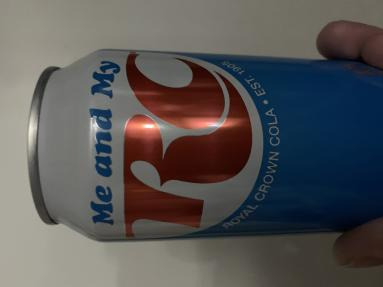 Me and My
RC
ROYAL CROWN COLA • EST. 1905